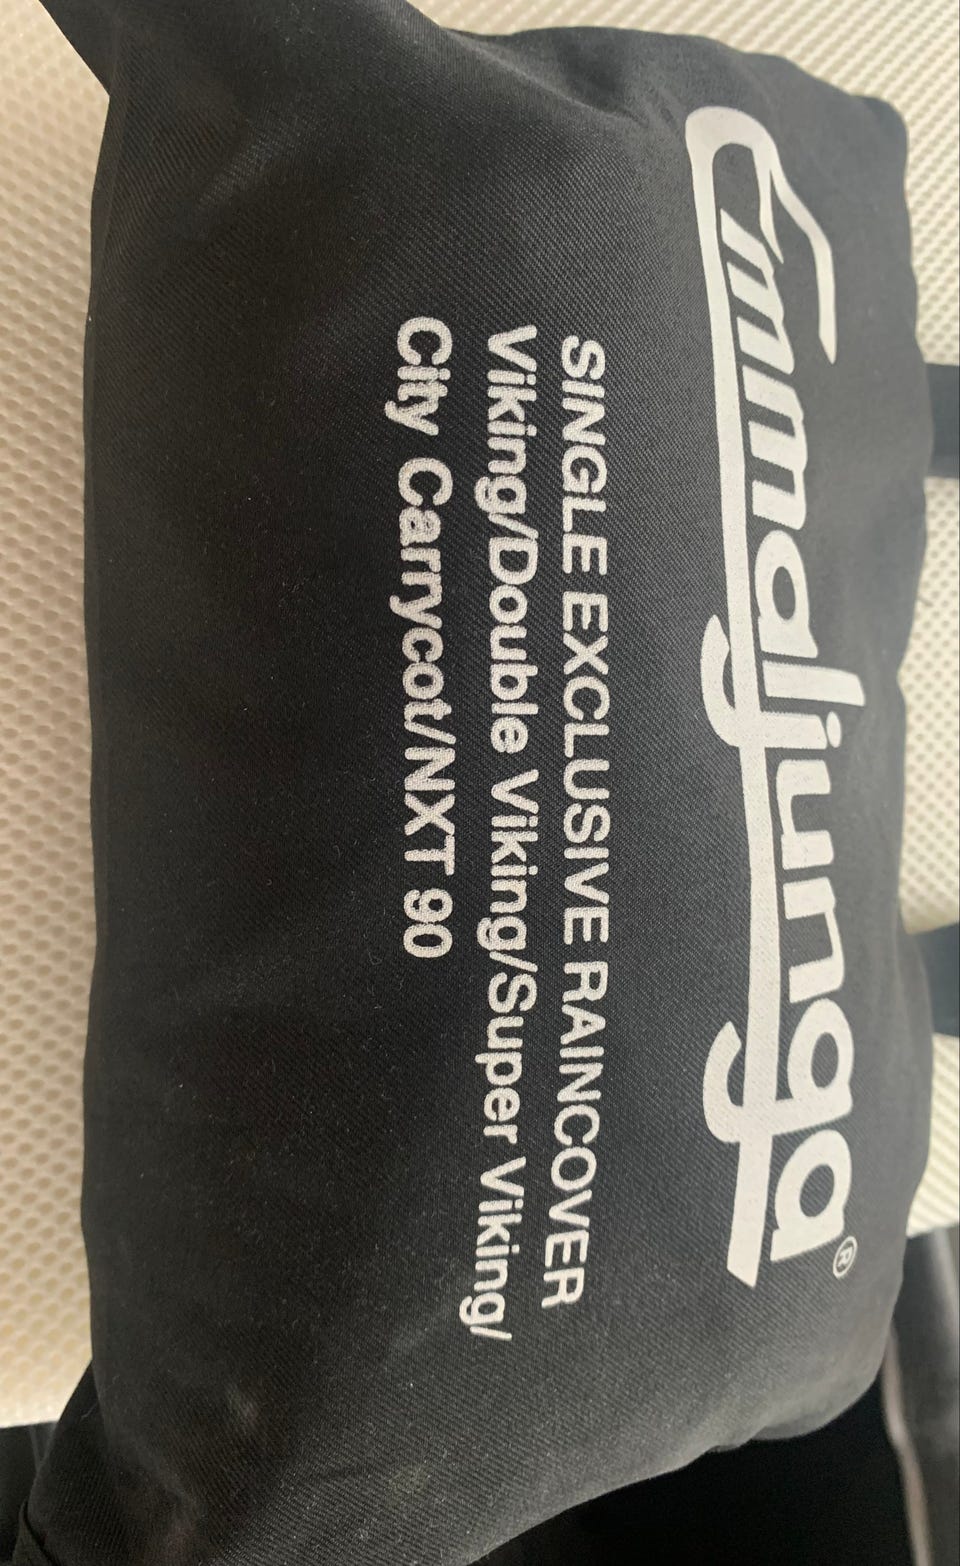 Emmaljunga®
SINGLE EXCLUSIVE RAINCOVER
Viking/Double Viking/Super Viking/
City Carrycot/NXT 90